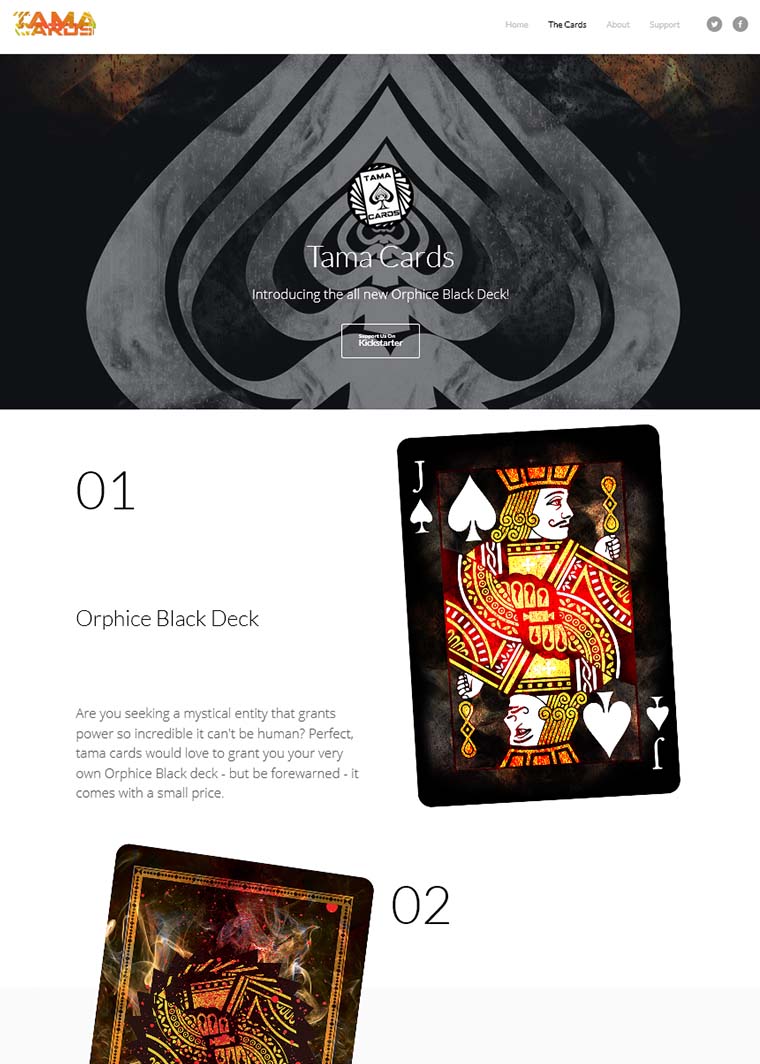 TAMA
CARDS
Home
The Cards
About
Support
TAMA
CARDS
Tama Cards
Introducing the all new Orphice Black Deck!
Support Us On
Kickstarter
01
J
Orphice Black Deck
Are you seeking a mystical entity that grants
power so incredible it can't be human? Perfect,
tama cards would love to grant you your very
own Orphice Black deck - but be forewarned - it
comes with a small price.
J
02